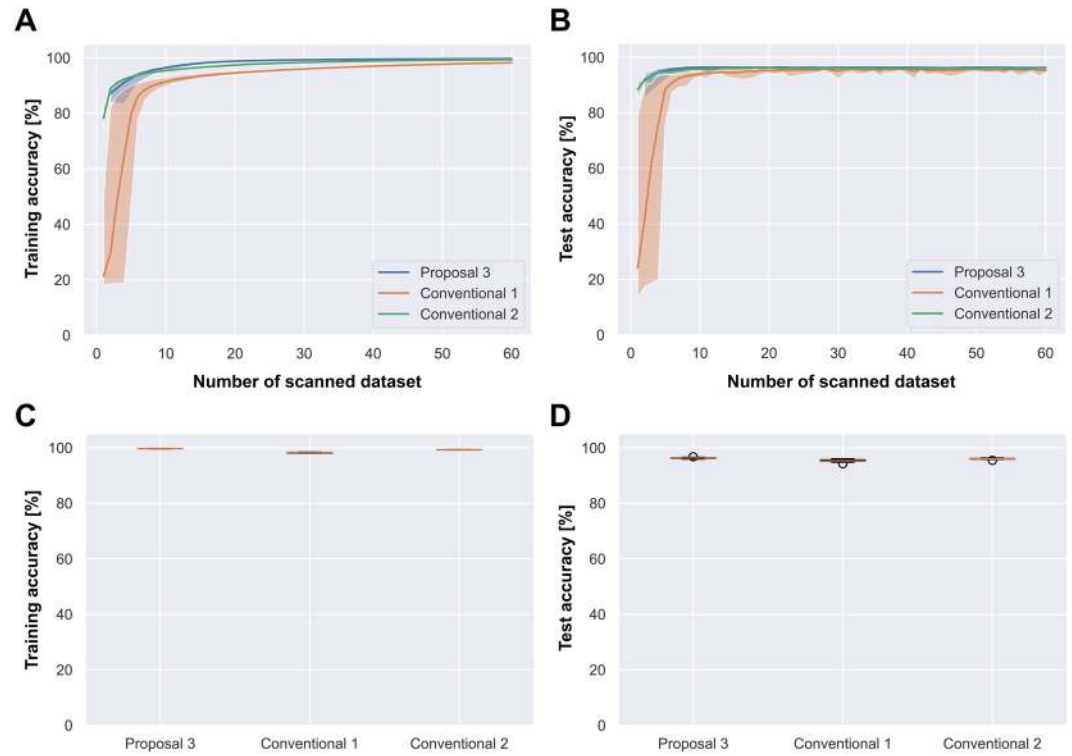 A
Training accuracy [%]
100
80
60
40
20
0
Proposal 3
Conventional 1
Conventional 2
0 10 20 30 40 50 60
Number of scanned dataset
B
Test accuracy [%]
100
80
60
40
20
0
Proposal 3
Conventional 1
Conventional 2
0 10 20 30 40 50 60
Number of scanned dataset
C
Training accuracy [%]
100
80
60
40
20
0
Proposal 3 Conventional 1 Conventional 2
D
Test accuracy [%]
100
80
60
40
20
0
Proposal 3 Conventional 1 Conventional 2